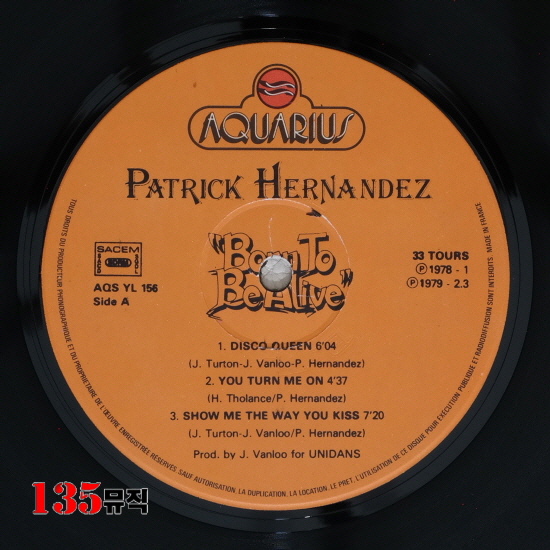 AQUARIUS
PATRICK HERNANDEZ
"Born To
Be Alive"
SACEM
AQS YL 156
Side A
33 TOURS
Ⓟ 1978 - 1
Ⓟ 1979 - 2.3
1. DISCO QUEEN 6'04
(J. Turton-J. Vanloo-P. Hernandez)
2. YOU TURN ME ON 4'37
(H. Tholance/P. Hernandez)
3. SHOW ME THE WAY YOU KISS 7'20
(J. Turton-J. Vanloo/P. Hernandez)
Prod. by J. Vanloo for UNIDANS
TOUS DROITS DU PRODUCTEUR PHONOGRAPHIQUE ET DU PROPRIETAIRE DE L'ŒUVRE ENREGISTRÉE RÉSERVÉS. SAUF AUTORISATION, LA DUPLICATION, LA LOCATION, LE PRET, L'UTILISATION DE CE DISQUE POUR EXECUTION PUBLIQUE ET RADIODIFFUSION SONT INTERDITS. MADE IN FRANCE.
135뮤직